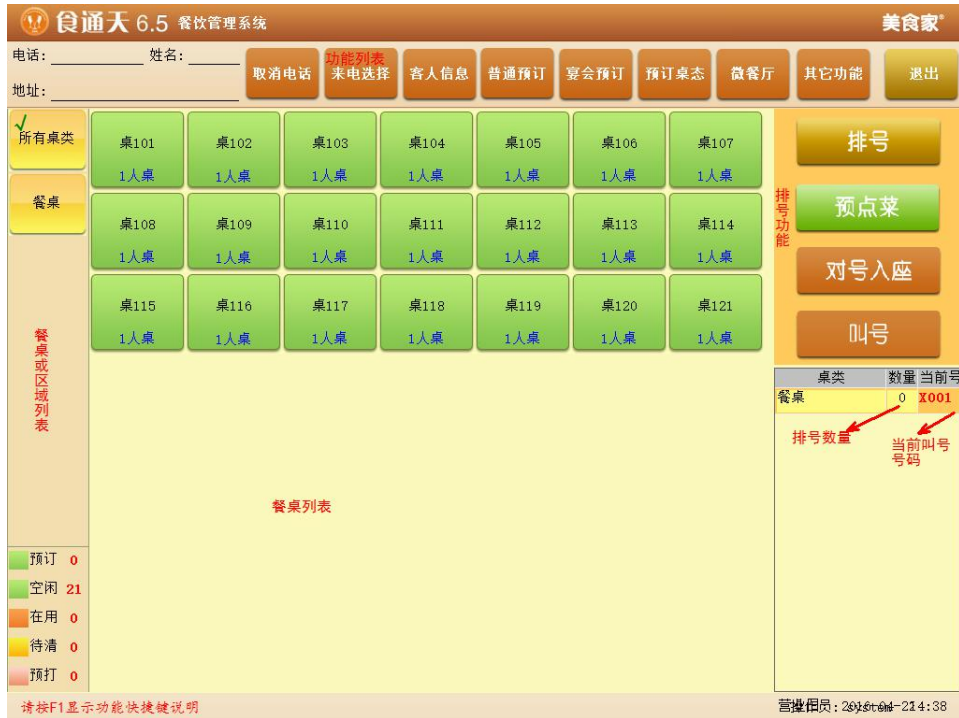 食通天 6.5 餐饮管理系统
美食家®
电话: 姓名:
地址:
取消电话 来电选择 客人信息 普通预订 宴会预订 预订桌态 微餐厅 其它功能 退出
功能列表
所有桌类
餐桌
餐桌或区域列表
桌101 桌102 桌103 桌104 桌105 桌106 桌107
1人桌 1人桌 1人桌 1人桌 1人桌 1人桌 1人桌
桌108 桌109 桌110 桌111 桌112 桌113 桌114
1人桌 1人桌 1人桌 1人桌 1人桌 1人桌 1人桌
桌115 桌116 桌117 桌118 桌119 桌120 桌121
1人桌 1人桌 1人桌 1人桌 1人桌 1人桌 1人桌
餐桌列表
排号功能
排号
预点菜
对号入座
叫号
桌类 数量 当前号
餐桌 0 X001
排号数量
当前叫号
号码
预订 0
空闲 21
在用 0
待清 0
预打 0
请按F1显示功能快捷键说明